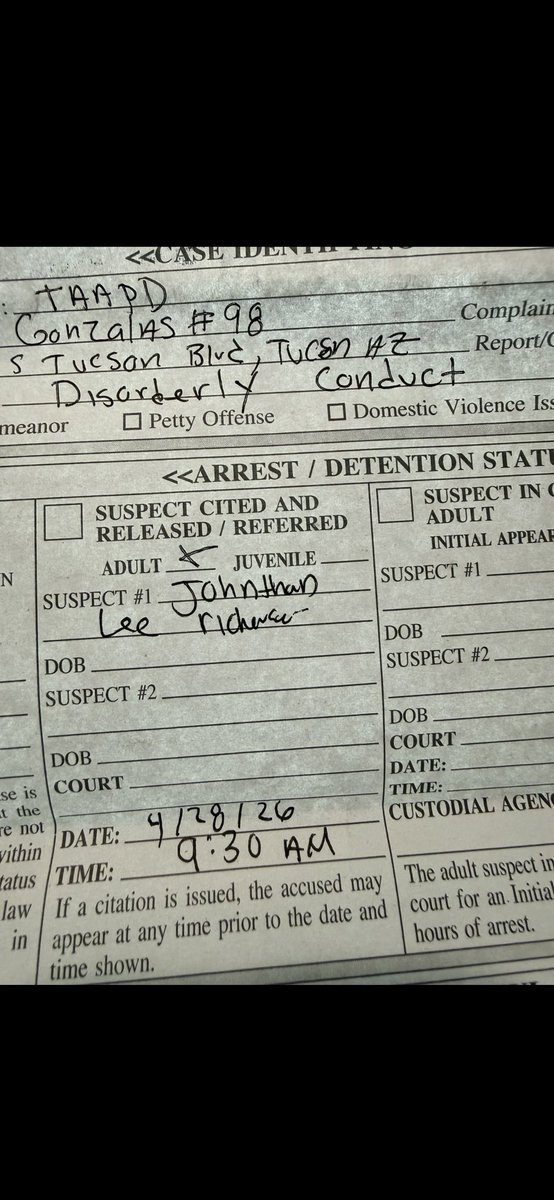 <<CASE IDENTIFYING
: TAAPD
Gonzalas #98
Complain
S Tucson Blvd, Tucson AZ
Report/
Disorderly Conduct
meanor
☐ Petty Offense
☐ Domestic Violence Iss
<<ARREST / DETENTION STATU
☐ SUSPECT CITED AND
RELEASED / REFERRED
ADULT X JUVENILE
SUSPECT #1 Johnthan
Lee
DOB
SUSPECT #2
DOB
COURT
DATE: 4/28/26
TIME: 9:30 AM
If a citation is issued, the accused may
appear at any time prior to the date and
time shown.
☐ SUSPECT IN C
ADULT
INITIAL APPEAR
SUSPECT #1
DOB
SUSPECT #2
DOB
COURT
DATE:
TIME:
CUSTODIAL AGENC
The adult suspect in
court for an Initial
hours of arrest.
N
se is
t the
re not
within
tatus
law
in